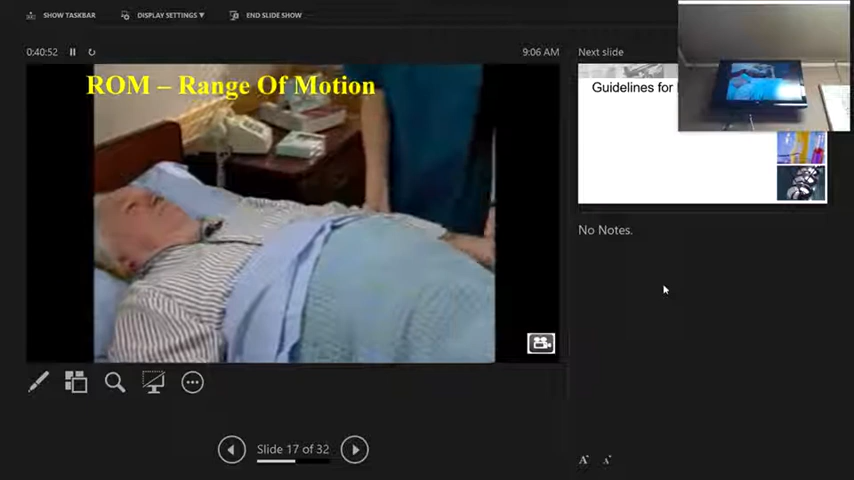 SHOW TASKBAR
DISPLAY SETTINGS ▼
END SLIDE SHOW
0:40:52
9:06 AM
Next slide
ROM – Range Of Motion
Guidelines for
No Notes.
Slide 17 of 32
A A